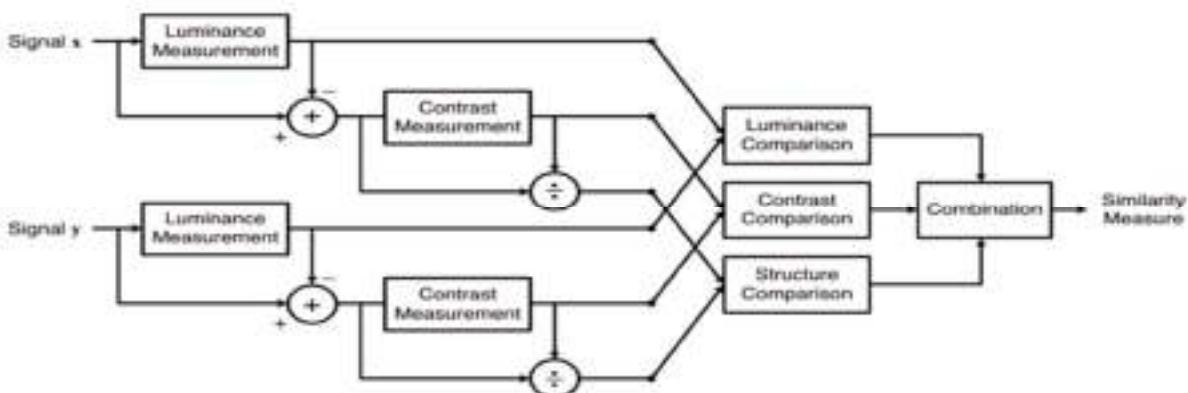 Signal x
Luminance
Measurement
−
+
+
Contrast
Measurement
÷
Luminance
Comparison
Signal y
Luminance
Measurement
−
+
+
Contrast
Measurement
÷
Contrast
Comparison
Structure
Comparison
Combination
Similarity
Measure